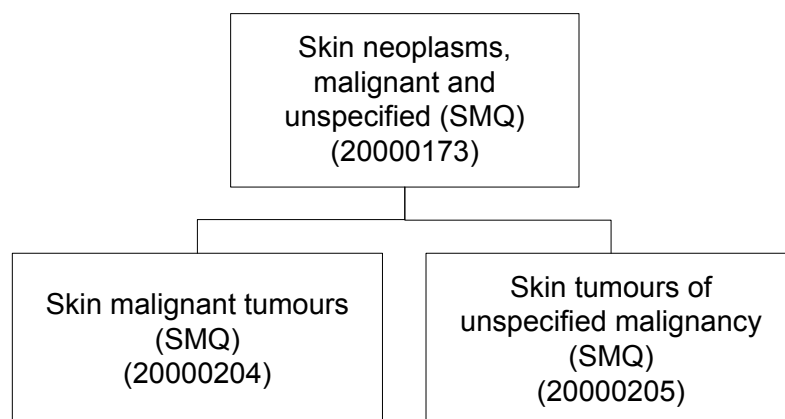 Skin neoplasms,
malignant and
unspecified (SMQ)
(20000173)
Skin malignant tumours
(SMQ)
(20000204)
Skin tumours of
unspecified malignancy
(SMQ)
(20000205)